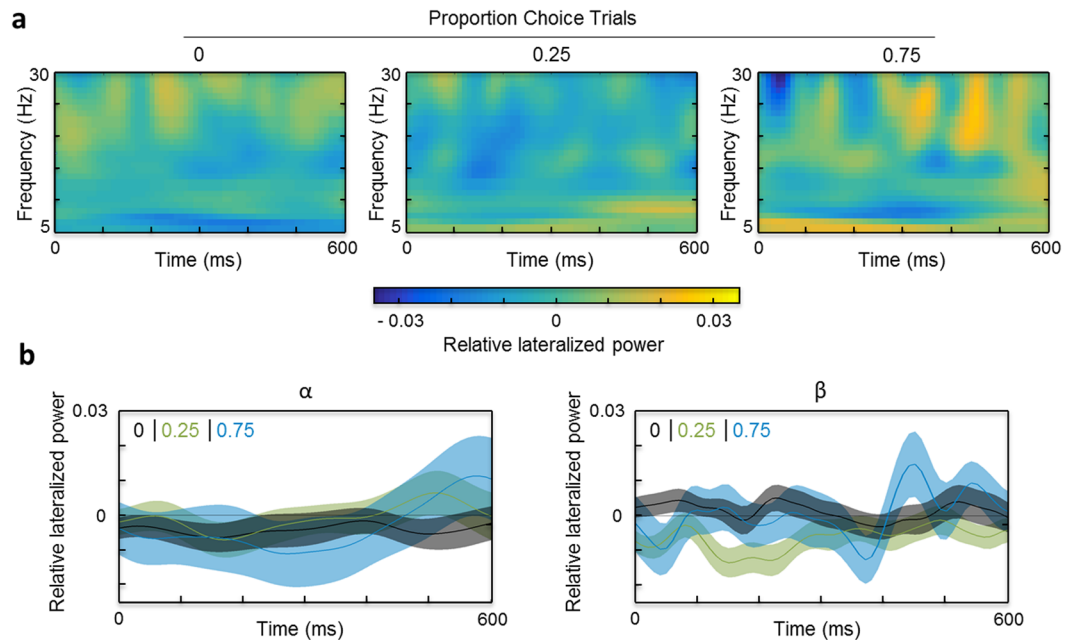 a
Proportion Choice Trials
0 0.25 0.75
30 30 30
Frequency (Hz) Frequency (Hz) Frequency (Hz)
5 5 5
0 600 0 600 0 600
Time (ms) Time (ms) Time (ms)
- 0.03 0 0.03
Relative lateralized power
b
α β
0.03 0.03
0 | 0.25 | 0.75 0 | 0.25 | 0.75
Relative lateralized power Relative lateralized power
0 0
0 600 0 600
Time (ms) Time (ms)